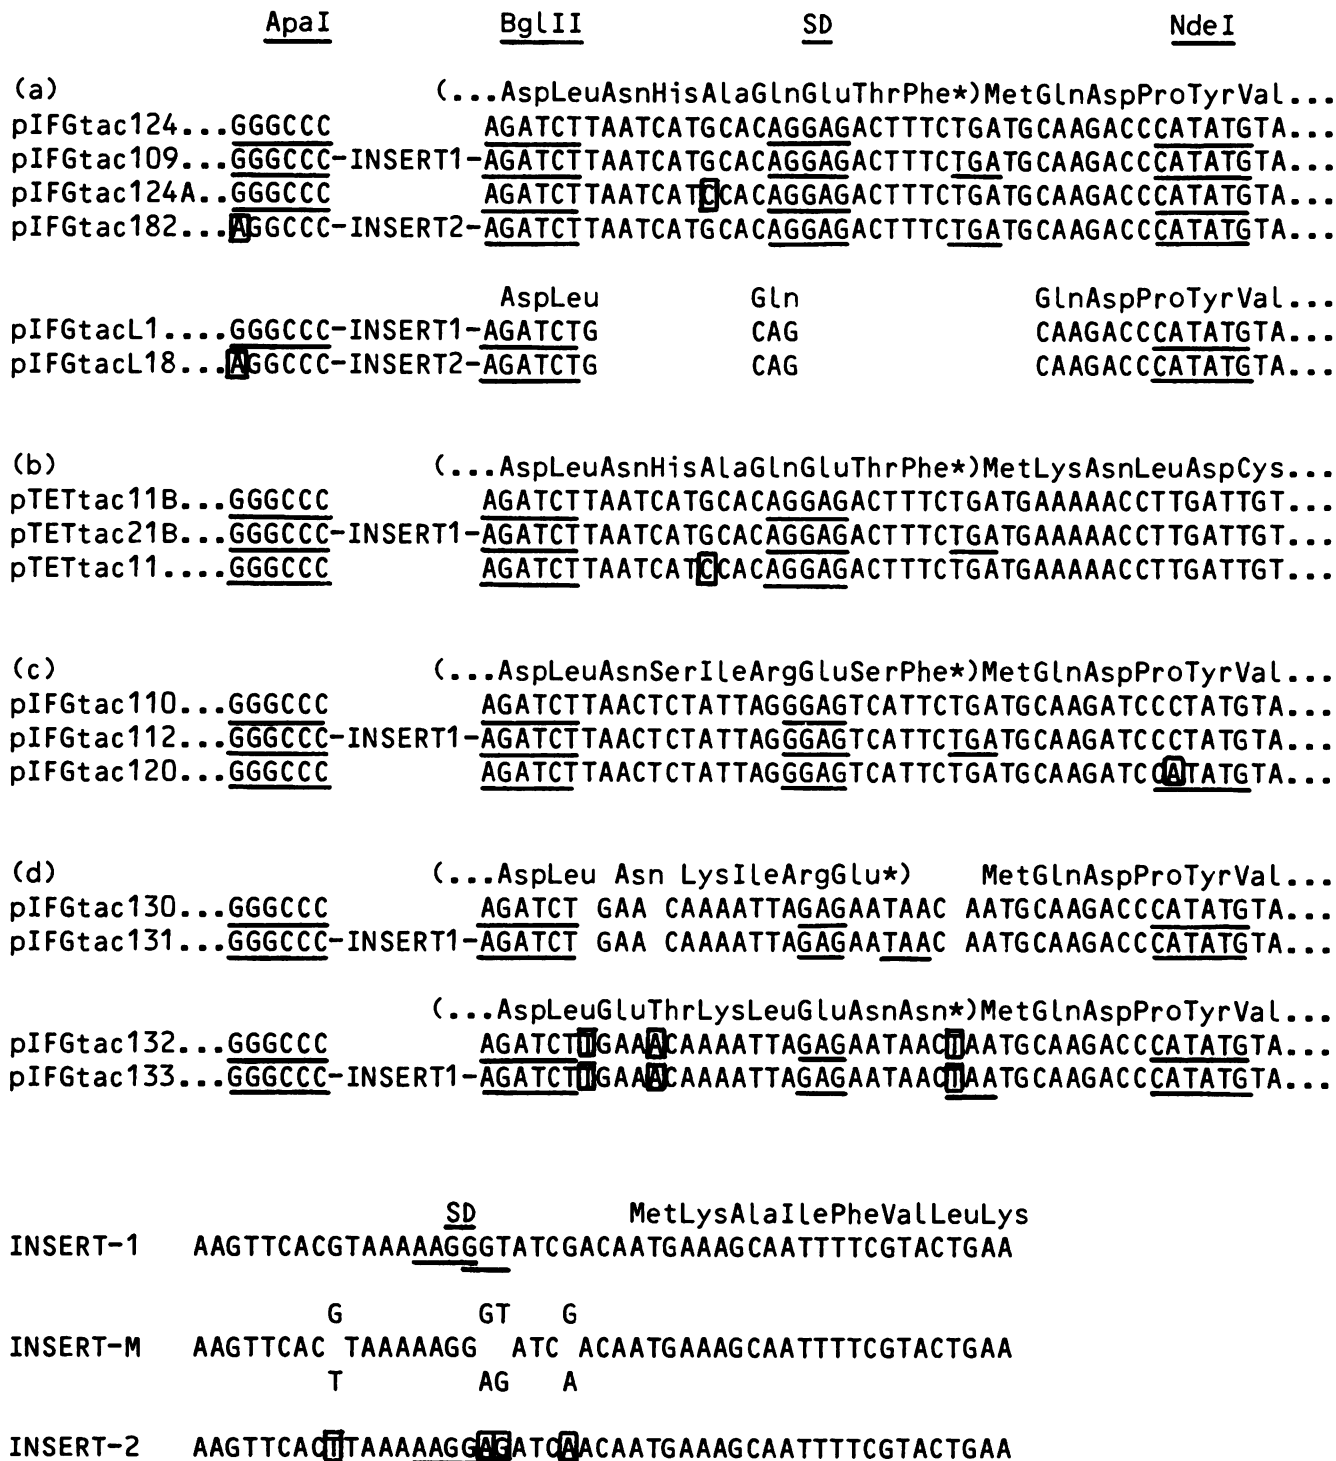 ApaI BglII SD NdeI
(a) (...AspLeuAsnHisAlaGlnGluThrPhe*)MetGlnAspProTyrVal...
pIFGtac124...GGGCCC AGATCTTAATCATGCACAGGAGACTTTCTGATGCAAGACCCATATGTA...
pIFGtac109...GGGCCC-INSERT1-AGATCTTAATCATGCACAGGAGACTTTCTGATGCAAGACCCATATGTA...
pIFGtac124A..GGGCCC AGATCTTAATCATCCACAGGAGACTTTCTGATGCAAGACCCATATGTA...
pIFGtac182...AGGCCC-INSERT2-AGATCTTAATCATGCACAGGAGACTTTCTGATGCAAGACCCATATGTA...
AspLeu Gln GlnAspProTyrVal...
pIFGtacL1....GGGCCC-INSERT1-AGATCTG CAG CAAGACCCATATGTA...
pIFGtacL18...AGGCCC-INSERT2-AGATCTG CAG CAAGACCCATATGTA...
(b) (...AspLeuAsnHisAlaGlnGluThrPhe*)MetLysAsnLeuAspCys...
pTETtac11B...GGGCCC AGATCTTAATCATGCACAGGAGACTTTCTGATGAAAAACCTTGATTGT...
pTETtac21B...GGGCCC-INSERT1-AGATCTTAATCATGCACAGGAGACTTTCTGATGAAAAACCTTGATTGT...
pTETtac11....GGGCCC AGATCTTAATCATCCACAGGAGACTTTCTGATGAAAAACCTTGATTGT...
(c) (...AspLeuAsnSerIleArgGluSerPhe*)MetGlnAspProTyrVal...
pIFGtac110...GGGCCC AGATCTTAACTCTATTAGGGAGTCATTCTGATGCAAGATCCCTATGTA...
pIFGtac112...GGGCCC-INSERT1-AGATCTTAACTCTATTAGGGAGTCATTCTGATGCAAGATCCCTATGTA...
pIFGtac120...GGGCCC AGATCTTAACTCTATTAGGGAGTCATTCTGATGCAAGATCCATATGTA...
(d) (...AspLeu Asn LysIleArgGlu*) MetGlnAspProTyrVal...
pIFGtac130...GGGCCC AGATCT GAA CAAAATTAGAGAATAAC AATGCAAGACCCATATGTA...
pIFGtac131...GGGCCC-INSERT1-AGATCT GAA CAAAATTAGAGAATAAC AATGCAAGACCCATATGTA...
(...AspLeuGluThrLysLeuGluAsnAsn*)MetGlnAspProTyrVal...
pIFGtac132...GGGCCC AGATCTTGAAACAAAATTAGAGAATAACTAATGCAAGACCCATATGTA...
pIFGtac133...GGGCCC-INSERT1-AGATCTTGAAACAAAATTAGAGAATAACTAATGCAAGACCCATATGTA...
SD MetLysAlaIlePheValLeuLys
INSERT-1 AAGTTCACGTAAAAAGGGTATCGACAATGAAAGCAATTTTCGTACTGAA
G GT G
INSERT-M AAGTTCAC TAAAAAGG ATC ACAATGAAAGCAATTTTCGTACTGAA
T AG A
INSERT-2 AAGTTCACTTAAAAAGGAGATCAACAATGAAAGCAATTTTCGTACTGAA